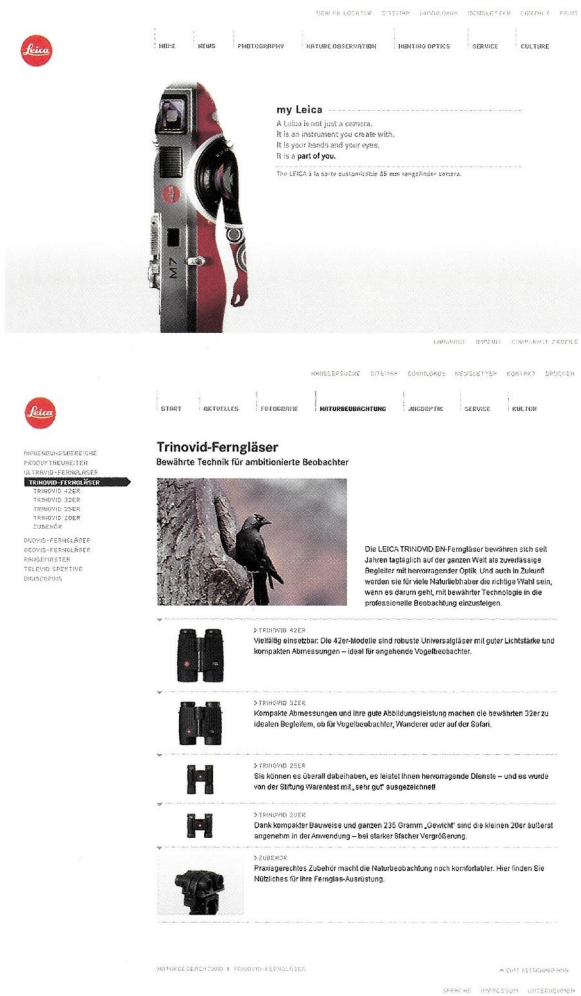 DEALER LOCATOR SITEMAP DOWNLOADS NEWSLETTER CONTACT PRINT
Leica
HOME NEWS PHOTOGRAPHY NATURE OBSERVATION HUNTING OPTICS SERVICE CULTURE
my Leica
A Leica is not just a camera.
It is an instrument you create with.
It is your hands and your eyes.
It is a part of you.
The LEICA à la carte customizable 35 mm rangefinder camera.
Leica
M7
LANGUAGE IMPRINT CORPORATE PROFILE
HÄNDLERSUCHE SITEMAP DOWNLOADS NEWSLETTER KONTAKT DRUCKEN
Leica
START AKTUELLES FOTOGRAFIE NATURBEOBACHTUNG JAGDOPTIK SERVICE KULTUR
Trinovid-Ferngläser
Bewährte Technik für ambitionierte Beobachter
ANWENDUNGSBEREICHE
PRODUKTNEUHEITEN
ULTRAVID-FERNGLÄSER
TRINOVID-FERNGLÄSER
TRINOVID 42ER
TRINOVID 32ER
TRINOVID 25ER
TRINOVID 20ER
ZUBEHÖR
DUOVID-FERNGLÄSER
GEOVID-FERNGLÄSER
RANGEMASTER
TELEVID SPEKTIVE
DIGISCOPING
Die LEICA TRINOVID BN-Ferngläser bewähren sich seit
Jahren tagtäglich auf der ganzen Welt als zuverlässige
Begleiter mit hervorragender Optik. Und auch in Zukunft
werden sie für viele Naturliebhaber die richtige Wahl sein,
wenn es darum geht, mit bewährter Technologie in die
professionelle Beobachtung einzusteigen.
> TRINOVID 42ER
Vielfältig einsetzbar: Die 42er-Modelle sind robuste Universalgläser mit guter Lichtstärke und
kompakten Abmessungen – ideal für angehende Vogelbeobachter.
> TRINOVID 32ER
Kompakte Abmessungen und ihre gute Abbildungsleistung machen die bewährten 32er zu
idealen Begleitern, ob für Vogelbeobachter, Wanderer oder auf der Safari.
> TRINOVID 25ER
Sie können es überall dabeihaben, es leistet Ihnen hervorragende Dienste – und es wurde
von der Stiftung Warentest mit „sehr gut“ ausgezeichnet!
> TRINOVID 20ER
Dank kompakter Bauweise und ganzen 235 Gramm „Gewicht“ sind die kleinen 20er äußerst
angenehm in der Anwendung – bei starker 8facher Vergrößerung.
> ZUBEHÖR
Praxisgerechtes Zubehör macht die Naturbeobachtung noch komfortabler. Hier finden Sie
Nützliches für Ihre Fernglas-Ausrüstung.
NATURBEOBACHTUNG > TRINOVID-FERNGLÄSER
ZUM SEITENANFANG
SPRACHE IMPRESSUM UNTERNEHMEN